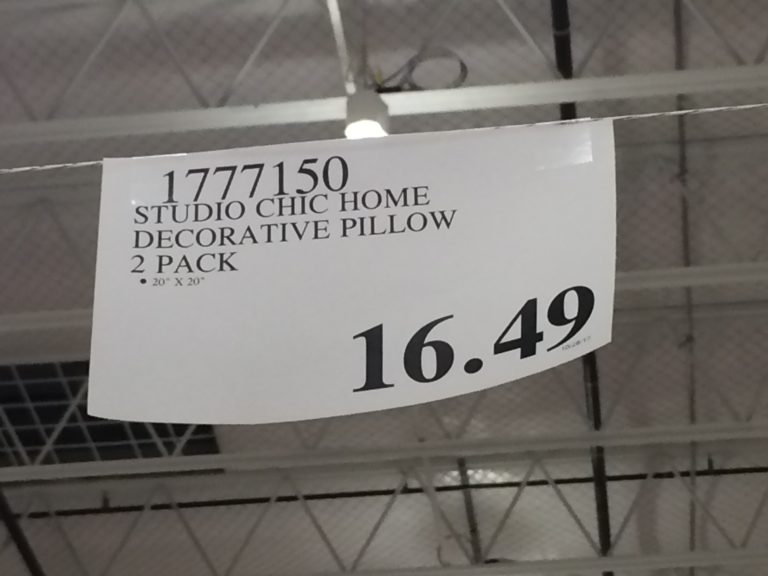 1777150
STUDIO CHIC HOME
DECORATIVE PILLOW
2 PACK
• 20" X 20"
16.49